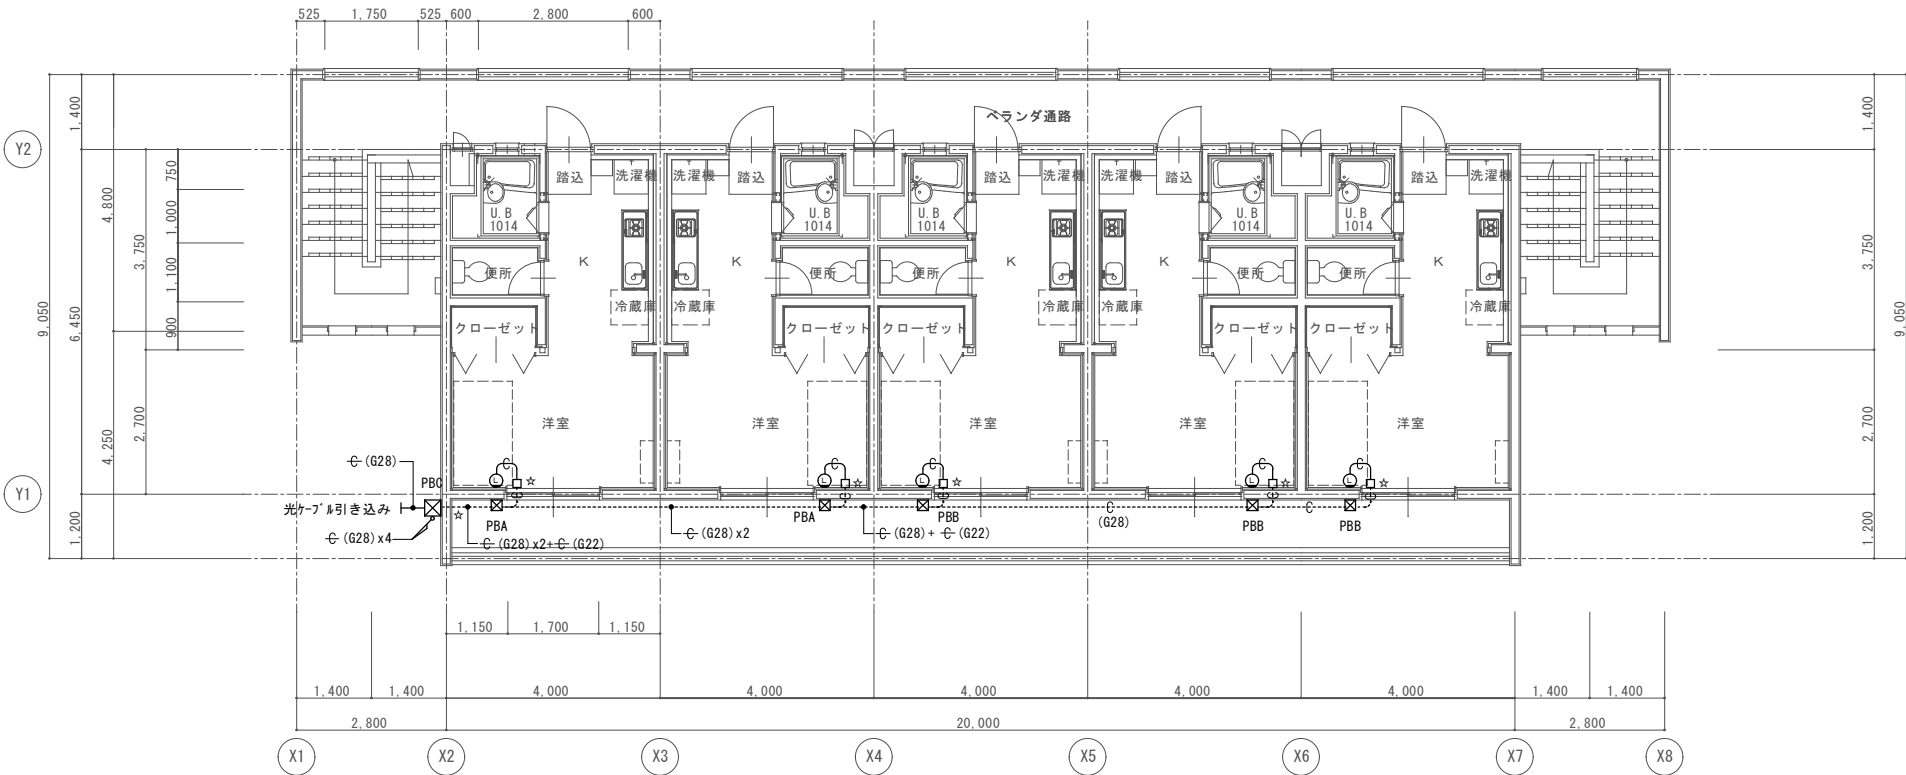 525 1,750 525 600 2,800 600
ベランダ通路
1,400
1,400
Y2
Y2
踏込 洗濯機 洗濯機 踏込 踏込 洗濯機 洗濯機 踏込 踏込 洗濯機
U.B
1014
U.B
1014
U.B
1014
U.B
1014
U.B
1014
750
1,000
1,100
900
3,750
2,700
4,800
4,250
6,450
9,050
1,200
3,750
2,700
1,200
9,050
K K K K K
便所 便所 便所 便所 便所
冷蔵庫 冷蔵庫 冷蔵庫 冷蔵庫 冷蔵庫
クローゼット クローゼット クローゼット クローゼット クローゼット
洋室 洋室 洋室 洋室 洋室
C (G28)
C C C C C
L ☆ L ☆ L ☆ L ☆ L ☆
PBC
Y1
光ケーブル引き込み
☆
C C C C C
PBA PBA PBB PBB PBB
C
(G28)
C
C (G28)x4
C (G28)x2+C (G22)
C (G28)x2
C (G28)+ C (G22)
1,150 1,700 1,150
1,400 1,400 4,000 4,000 4,000 4,000 4,000 1,400 1,400
2,800 20,000 2,800
X1 X2 X3 X4 X5 X6 X7 X8